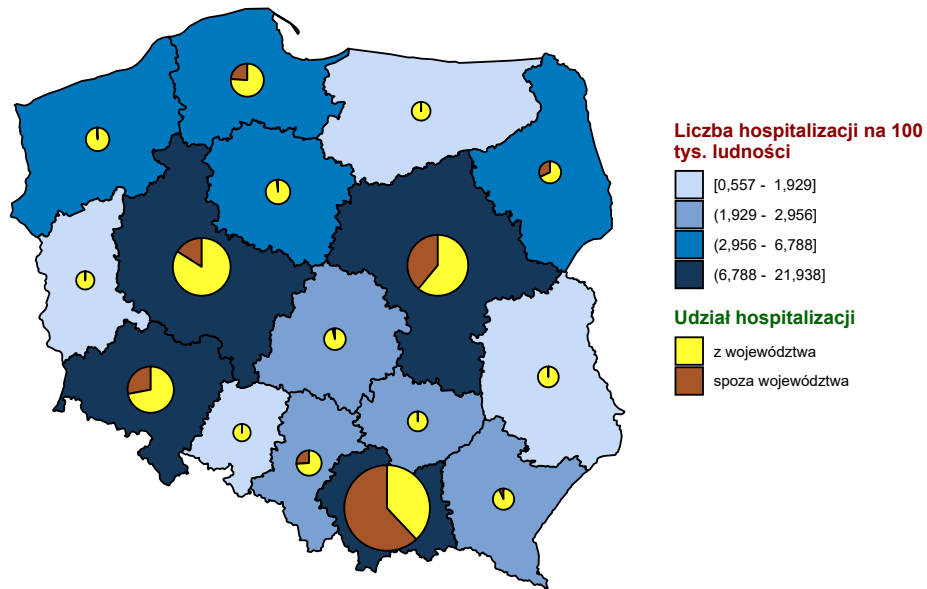 Liczba hospitalizacji na 100
tys. ludności
[0,557 - 1,929]
(1,929 - 2,956]
(2,956 - 6,788]
(6,788 - 21,938]
Udział hospitalizacji
z województwa
spoza województwa